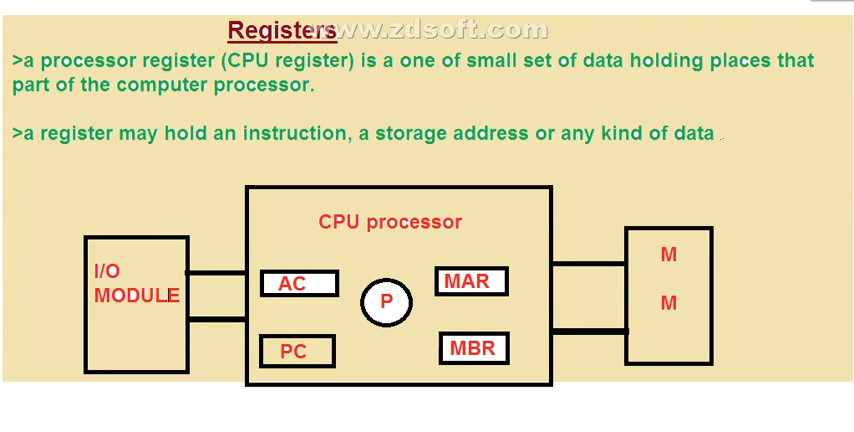 Registers
www.zdsoft.com
>a processor register (CPU register) is a one of small set of data holding places that
part of the computer processor.
>a register may hold an instruction, a storage address or any kind of data
CPU processor
I/O
MODULE
AC
PC
P
MAR
MBR
M
M